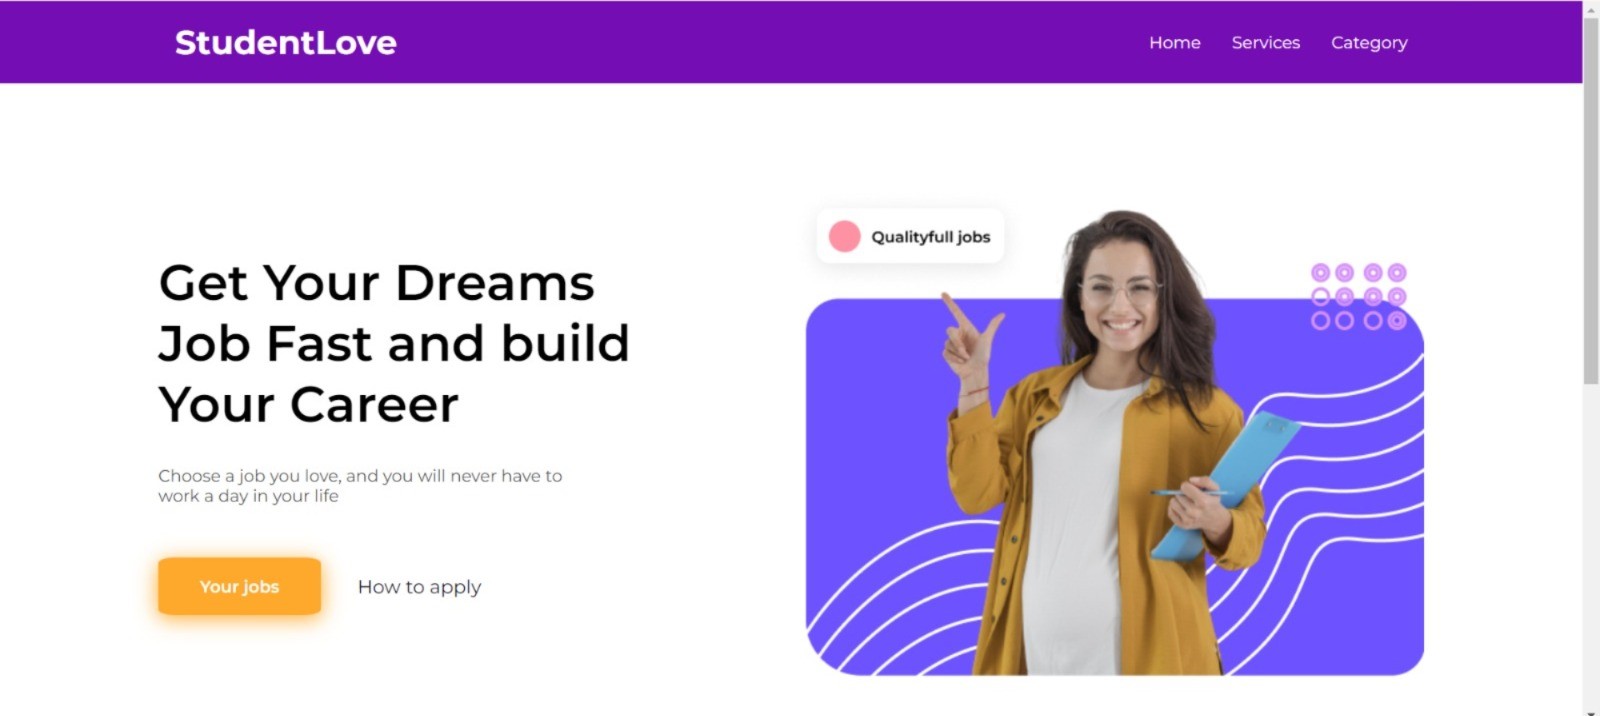 StudentLove
Home
Services
Category
Qualityfull jobs
Get Your Dreams
Job Fast and build
Your Career
Choose a job you love, and you will never have to
work a day in your life
Your jobs
How to apply